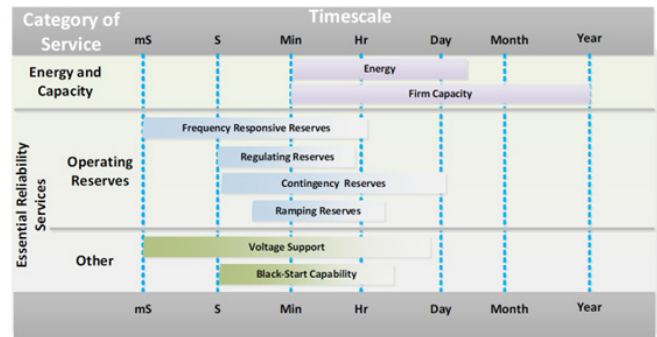 Category of
Service
Timescale
mS S Min Hr Day Month Year
Energy and
Capacity
Energy
Firm Capacity
Essential Reliability
Services
Operating
Reserves
Frequency Responsive Reserves
Regulating Reserves
Contingency Reserves
Ramping Reserves
Other
Voltage Support
Black-Start Capability
mS S Min Hr Day Month Year